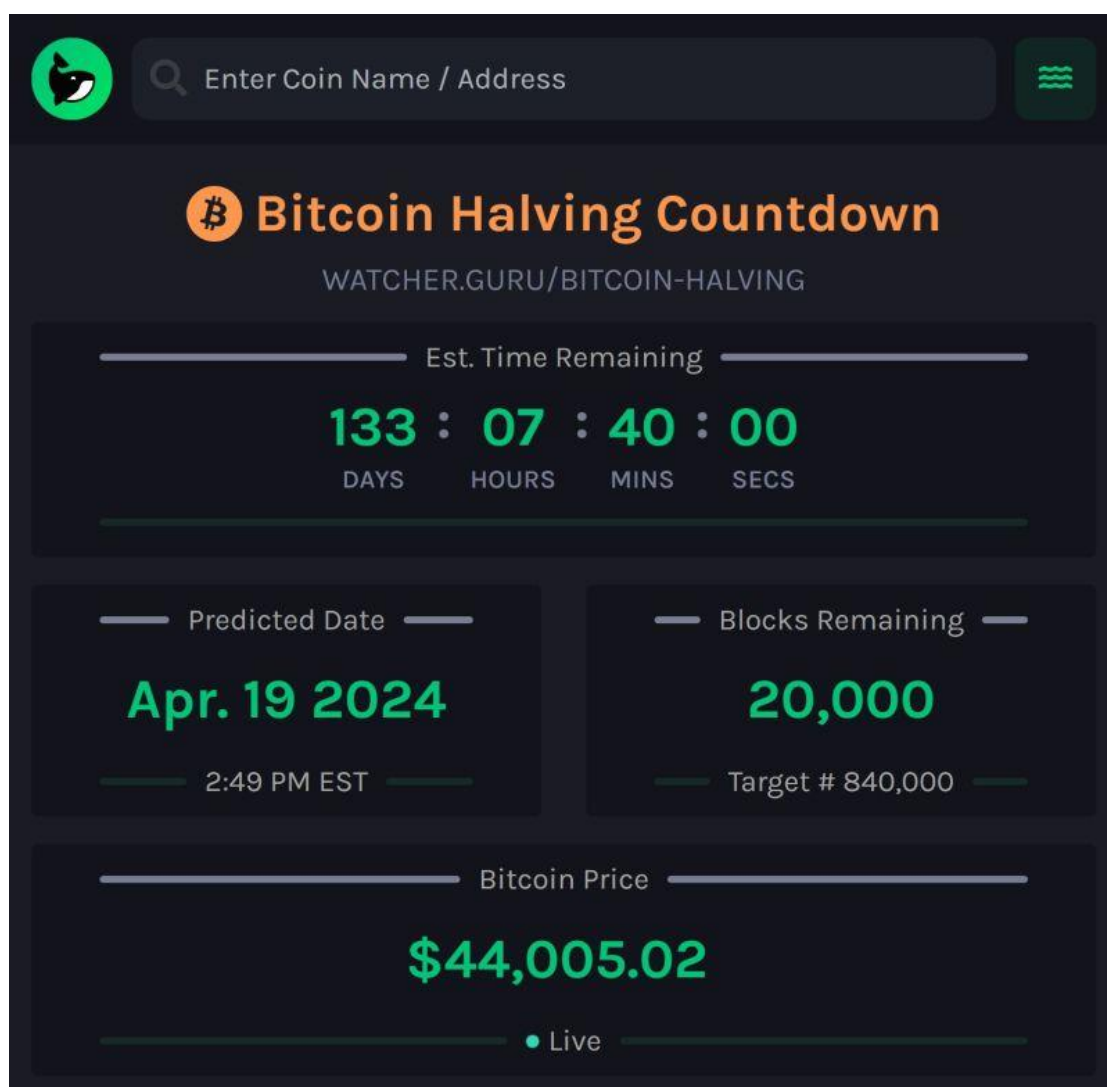 Enter Coin Name / Address
Bitcoin Halving Countdown
WATCHER.GURU/BITCOIN-HALVING
Est. Time Remaining
133 : 07 : 40 : 00
DAYS HOURS MINS SECS
Predicted Date
Apr. 19 2024
2:49 PM EST
Blocks Remaining
20,000
Target # 840,000
Bitcoin Price
$44,005.02
Live